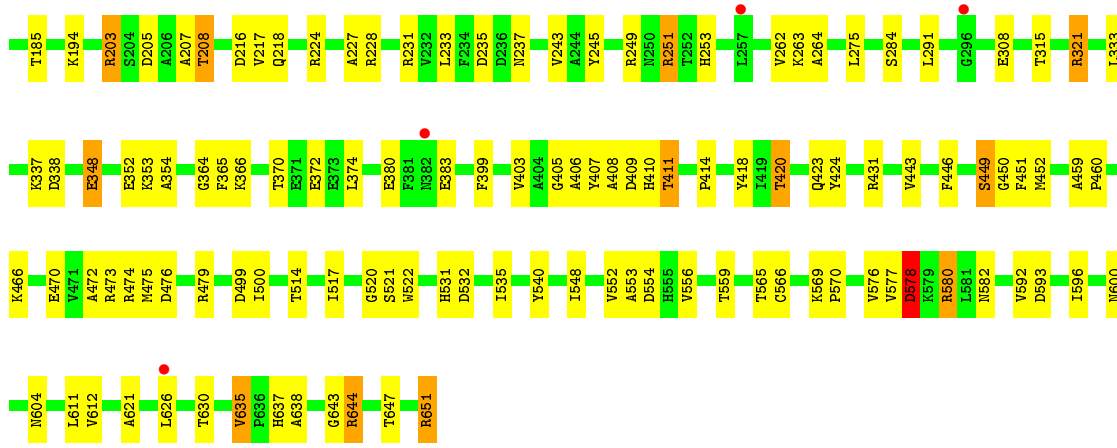 T185 K194 R203 S204 D205 A206 A207 T208 D216 V217 Q218 R224 A227 R228 R231 V232 L233 F234 D235 D236 N237 V243 A244 Y245 R249 N250 R251 T252 H253 L257 V262 K263 A264 L275 S284 L291 G296 E308 T315 R321 L333
K337 D338 E348 E352 K353 A354 G364 F365 K366 T370 E371 E372 E373 L374 E380 F381 N382 E383 F399 V403 A404 G405 A406 Y407 A408 D409 H410 T411 P414 Y418 I419 T420 Q423 Y424 R431 V443 F446 S449 G450 F451 M452 A459 P460
K466 E470 V471 A472 R473 R474 M475 D476 R479 D499 I500 T514 I517 G520 S521 W522 H531 D532 I535 Y540 I548 V552 A553 D554 H555 V556 T559 T565 C566 K569 P570 V576 V577 D578 K579 R580 L581 N582 V592 D593 I596 N600
N604 L611 V612 A621 L626 T630 V635 P636 H637 A638 G643 R644 T647 R651